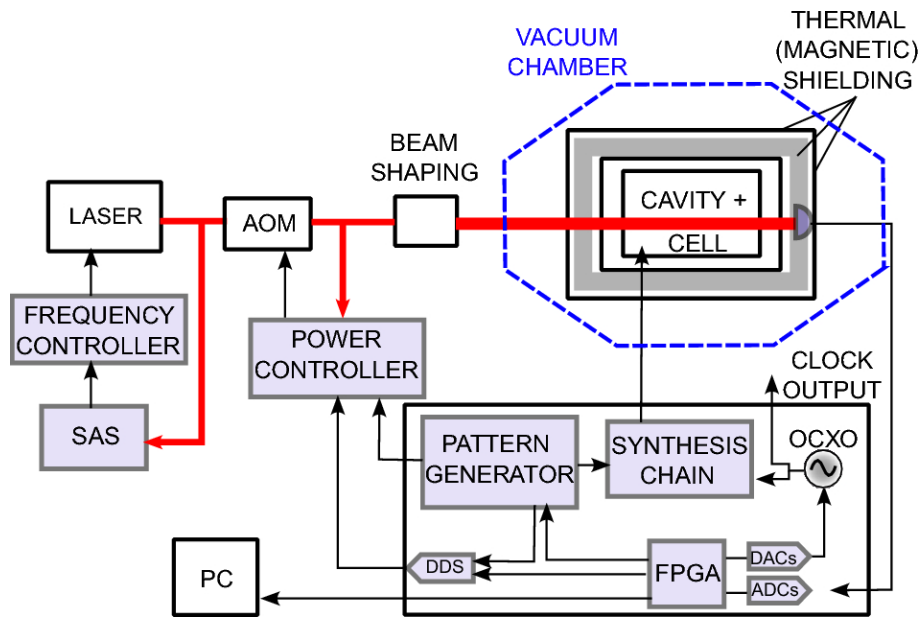 VACUUM
CHAMBER
THERMAL
(MAGNETIC)
SHIELDING
BEAM
SHAPING
LASER
AOM
CAVITY +
CELL
FREQUENCY
CONTROLLER
POWER
CONTROLLER
SAS
CLOCK
OUTPUT
PATTERN
GENERATOR
SYNTHESIS
CHAIN
OCXO
DDS
FPGA
DACs
ADCs
PC